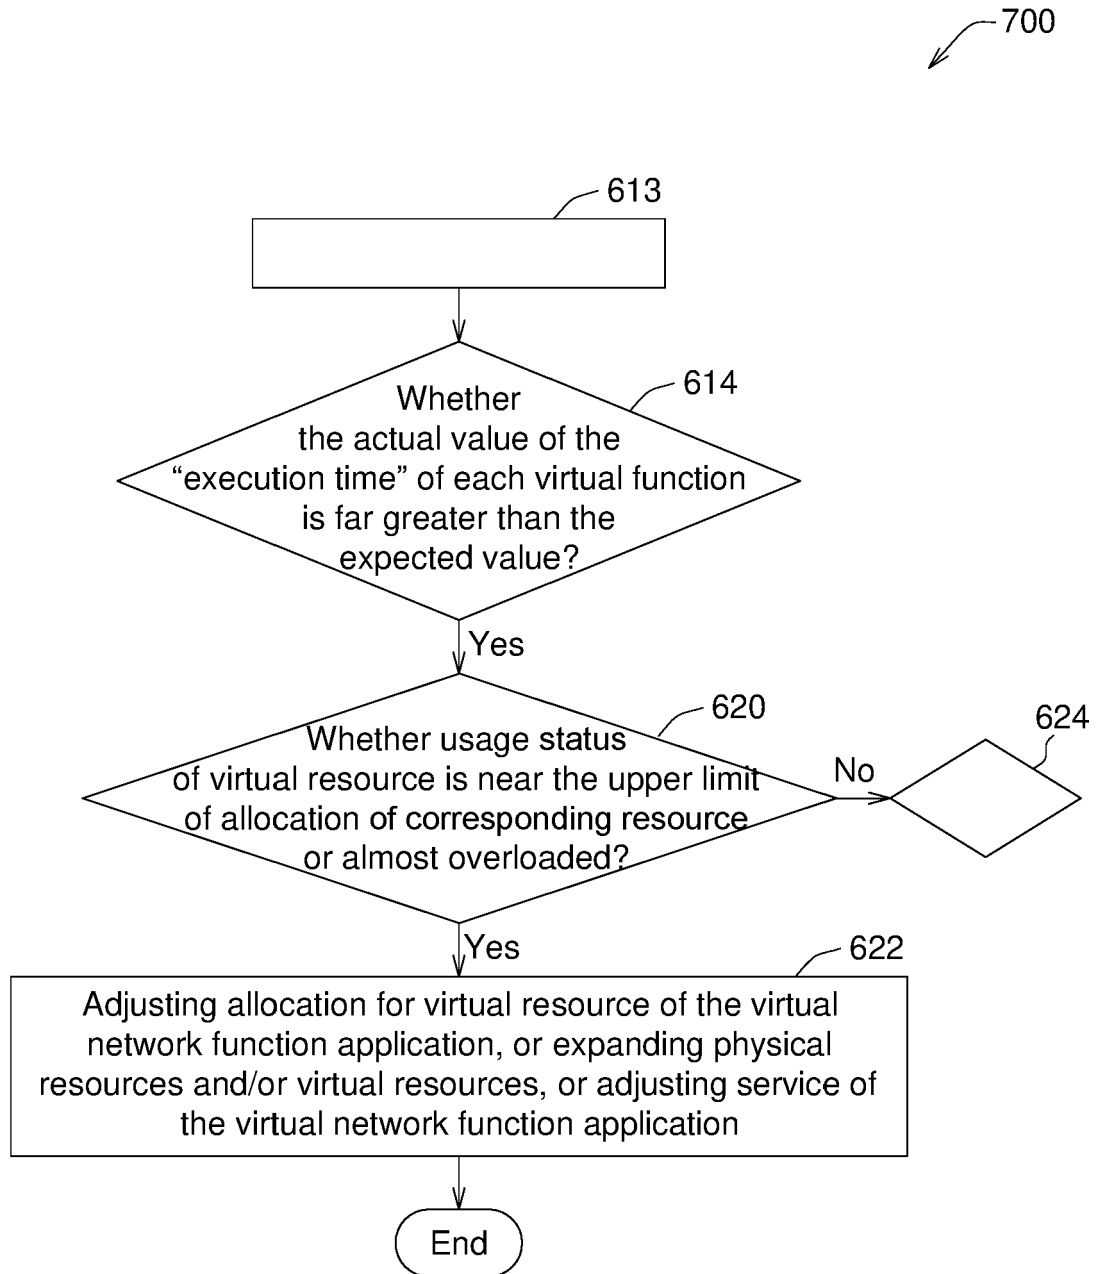 700
613
614
Whether
the actual value of the
“execution time” of each virtual function
is far greater than the
expected value?
Yes
620
624
Whether usage status
of virtual resource is near the upper limit
of allocation of corresponding resource
or almost overloaded?
No
Yes
622
Adjusting allocation for virtual resource of the virtual
network function application, or expanding physical
resources and/or virtual resources, or adjusting service of
the virtual network function application
End